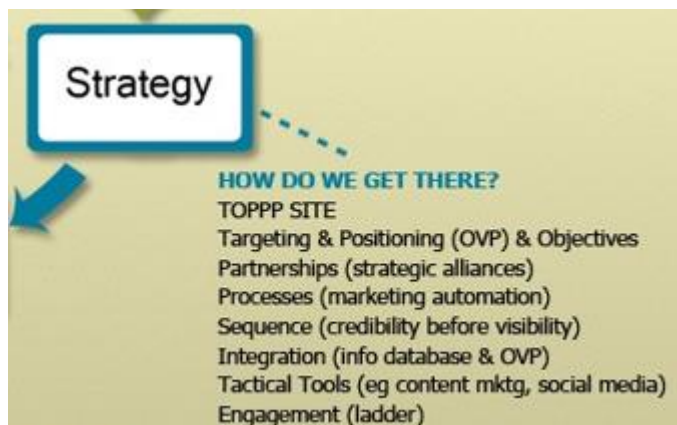 Strategy
HOW DO WE GET THERE?
TOPPP SITE
Targeting & Positioning (OVP) & Objectives
Partnerships (strategic alliances)
Processes (marketing automation)
Sequence (credibility before visibility)
Integration (info database & OVP)
Tactical Tools (eg content mktg, social media)
Engagement (ladder)